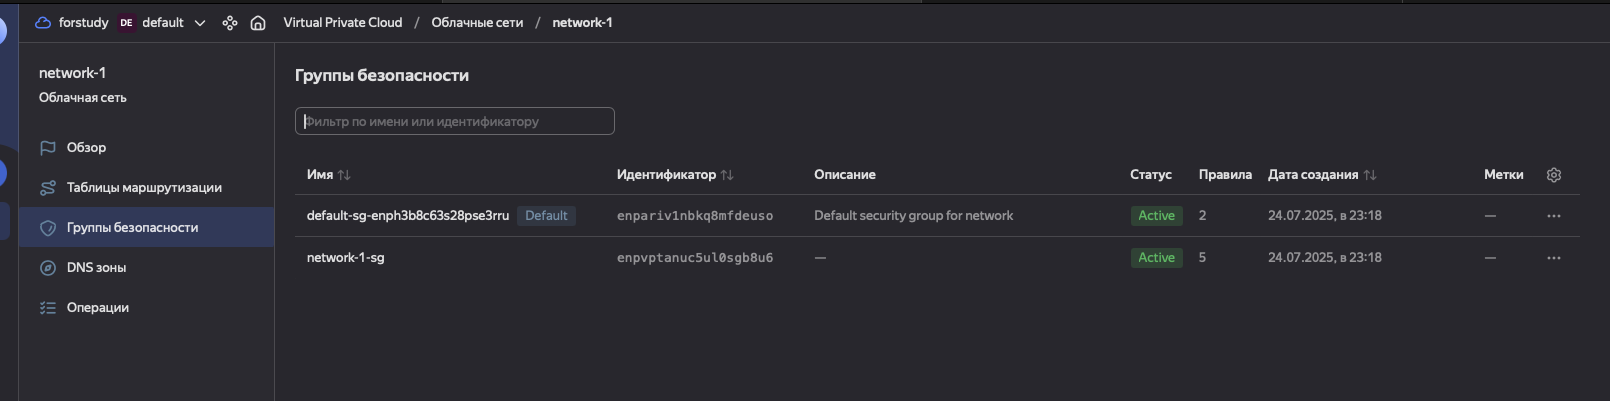 forstudy DE default Virtual Private Cloud / Облачные сети / network-1
network-1
Облачная сеть
Обзор
Таблицы маршрутизации
Группы безопасности
DNS зоны
Операции
Группы безопасности
Фильтр по имени или идентификатору
Имя Идентификатор Описание Статус Правила Дата создания Метки
default-sg-enph3b8c63s28pse3rru Default enpariv1nbkq8mfdeuso Default security group for network Active 2 24.07.2025, в 23:18 —
network-1-sg enpvptanuc5ul0sgb8u6 — Active 5 24.07.2025, в 23:18 —